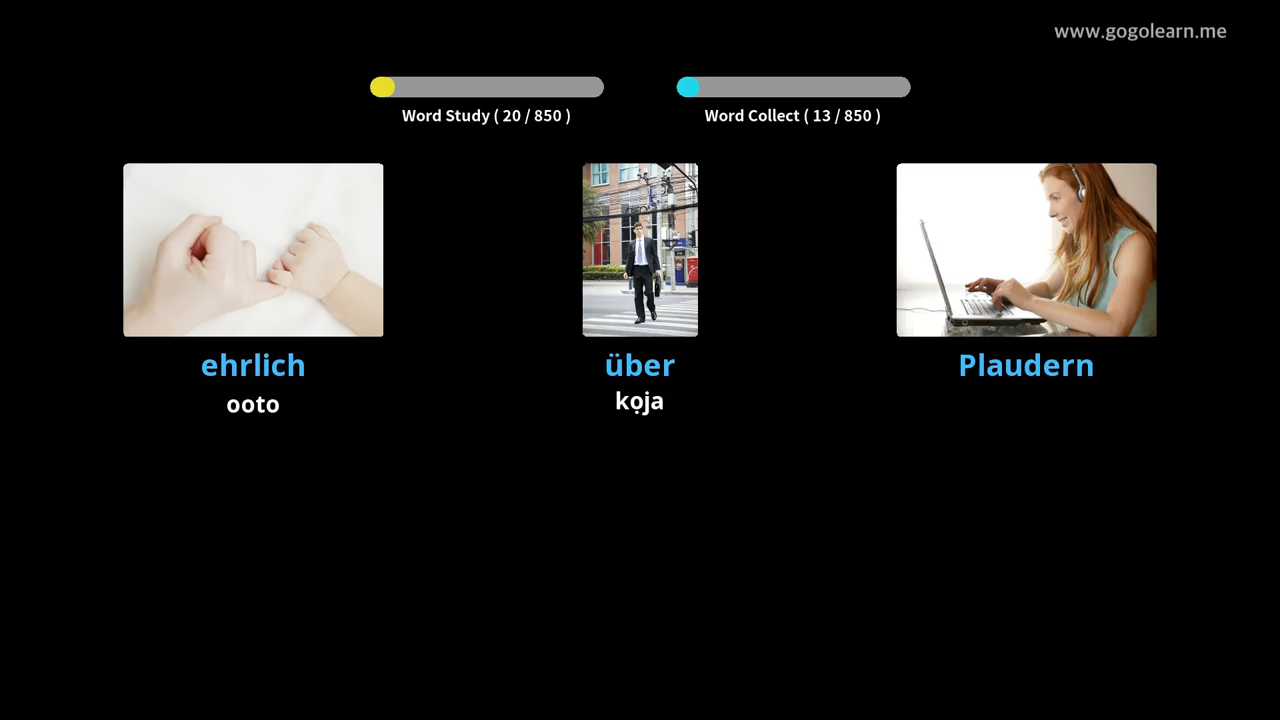 www.gogolearn.me
Word Study ( 20 / 850 )
Word Collect ( 13 / 850 )
ehrlich
ooto
über
kọja
Plaudern